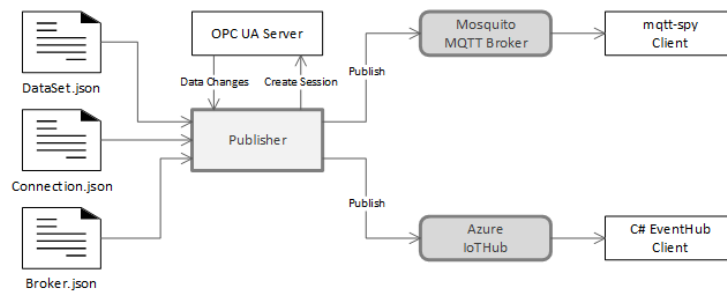 DataSet.json
Connection.json
Broker.json
OPC UA Server
Data Changes
Create Session
Publisher
Publish
Publish
Mosquito
MQTT Broker
mqtt-spy
Client
Azure
IoTHub
C# EventHub
Client